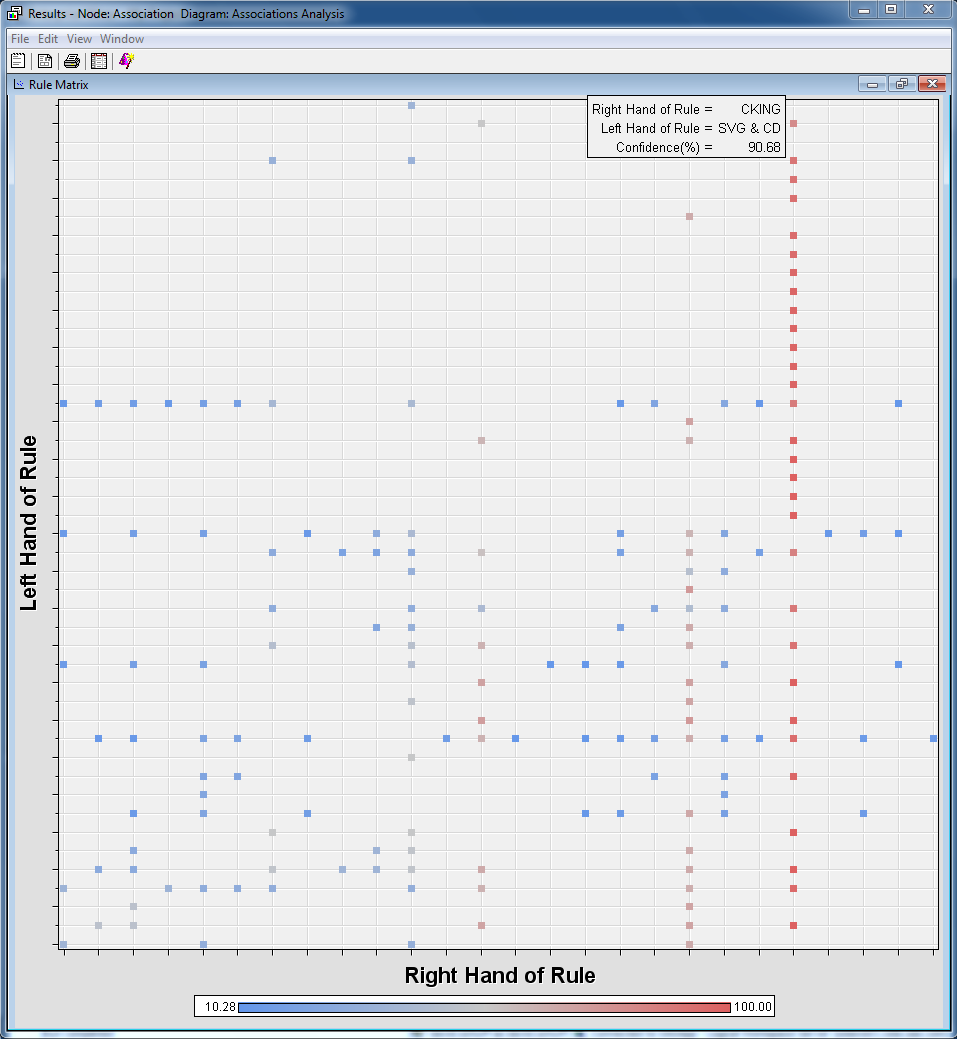 Results - Node: Association  Diagram: Associations Analysis
File Edit View Window
Rule Matrix
Right Hand of Rule = CKING
Left Hand of Rule = SVG & CD
Confidence(%) = 90.68
Left Hand of Rule
Right Hand of Rule
10.28 100.00